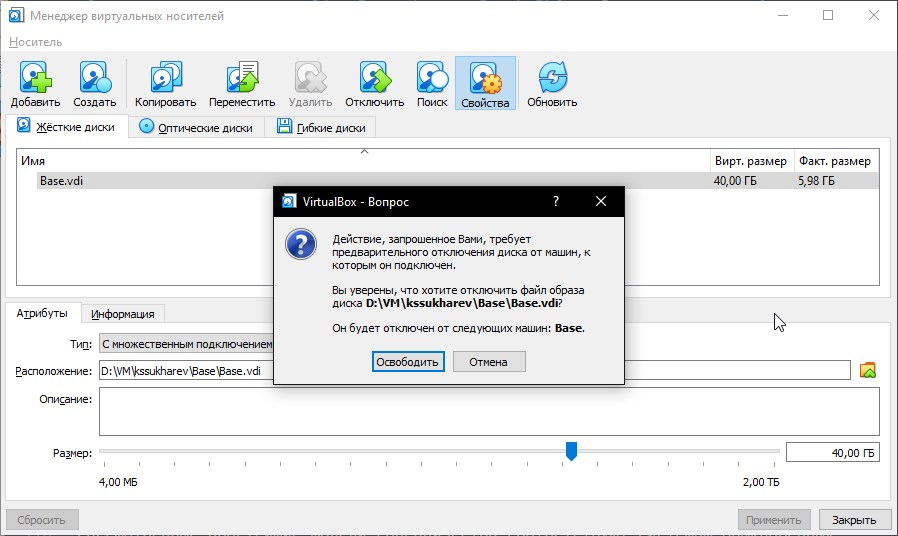 Менеджер виртуальных носителей
Носитель
Добавить Создать Копировать Переместить Удалить Отключить Поиск Свойства Обновить
Жёсткие диски Оптические диски Гибкие диски
Имя Вирт. размер Факт. размер
Base.vdi 40,00 ГБ 5,98 ГБ
VirtualBox - Вопрос ?
Действие, запрошенное Вами, требует
предварительного отключения диска от машин, к
которым он подключен.
Вы уверены, что хотите отключить файл образа
диска D:\VM\kssukharev\Base\Base.vdi?
Он будет отключен от следующих машин: Base.
Освободить Отмена
Атрибуты Информация
Тип: С множественным подключением
Расположение: D:\VM\kssukharev\Base\Base.vdi
Описание:
Размер: 40,00 ГБ
4,00 МБ 2,00 ТБ
Сбросить Применить Закрыть